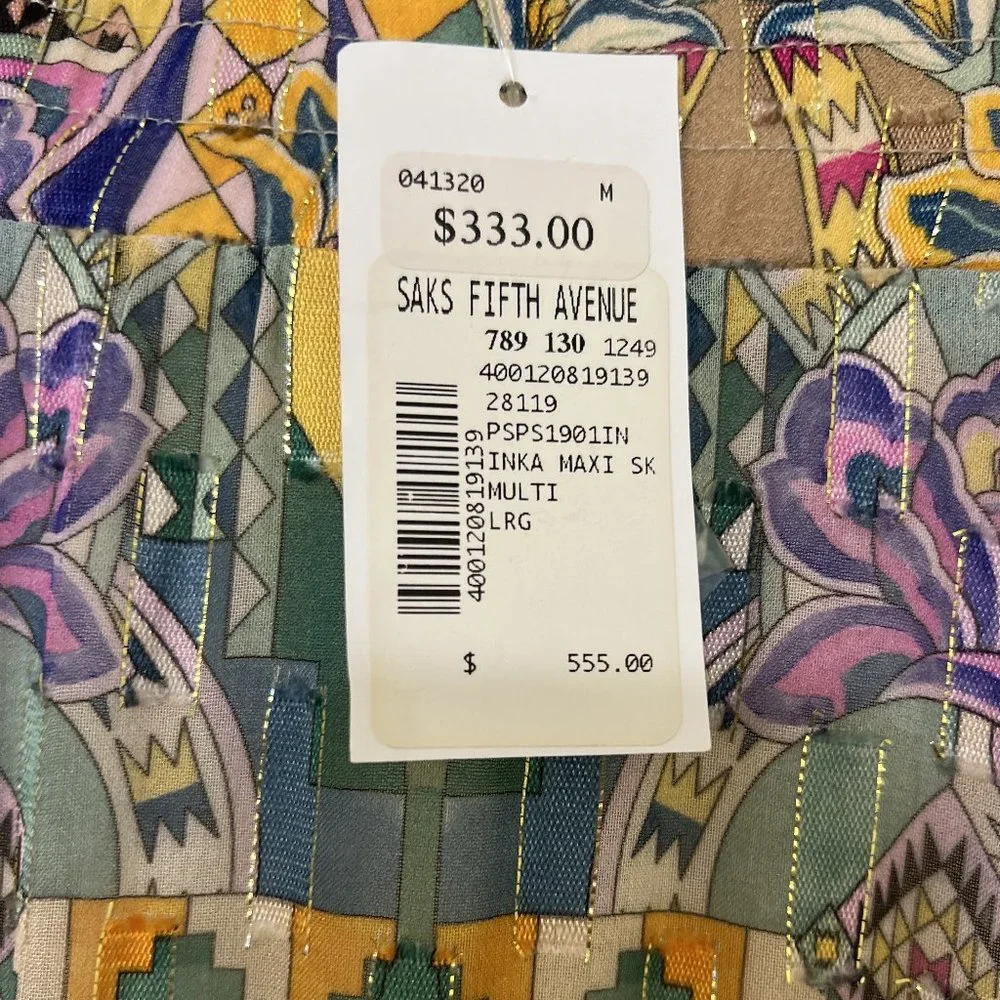 041320 M
$333.00
SAKS FIFTH AVENUE
789 130 1249
400120819139
28119
PSPS1901IN
INKA MAXI SK
MULTI
LRG
400120819139
$ 555.00